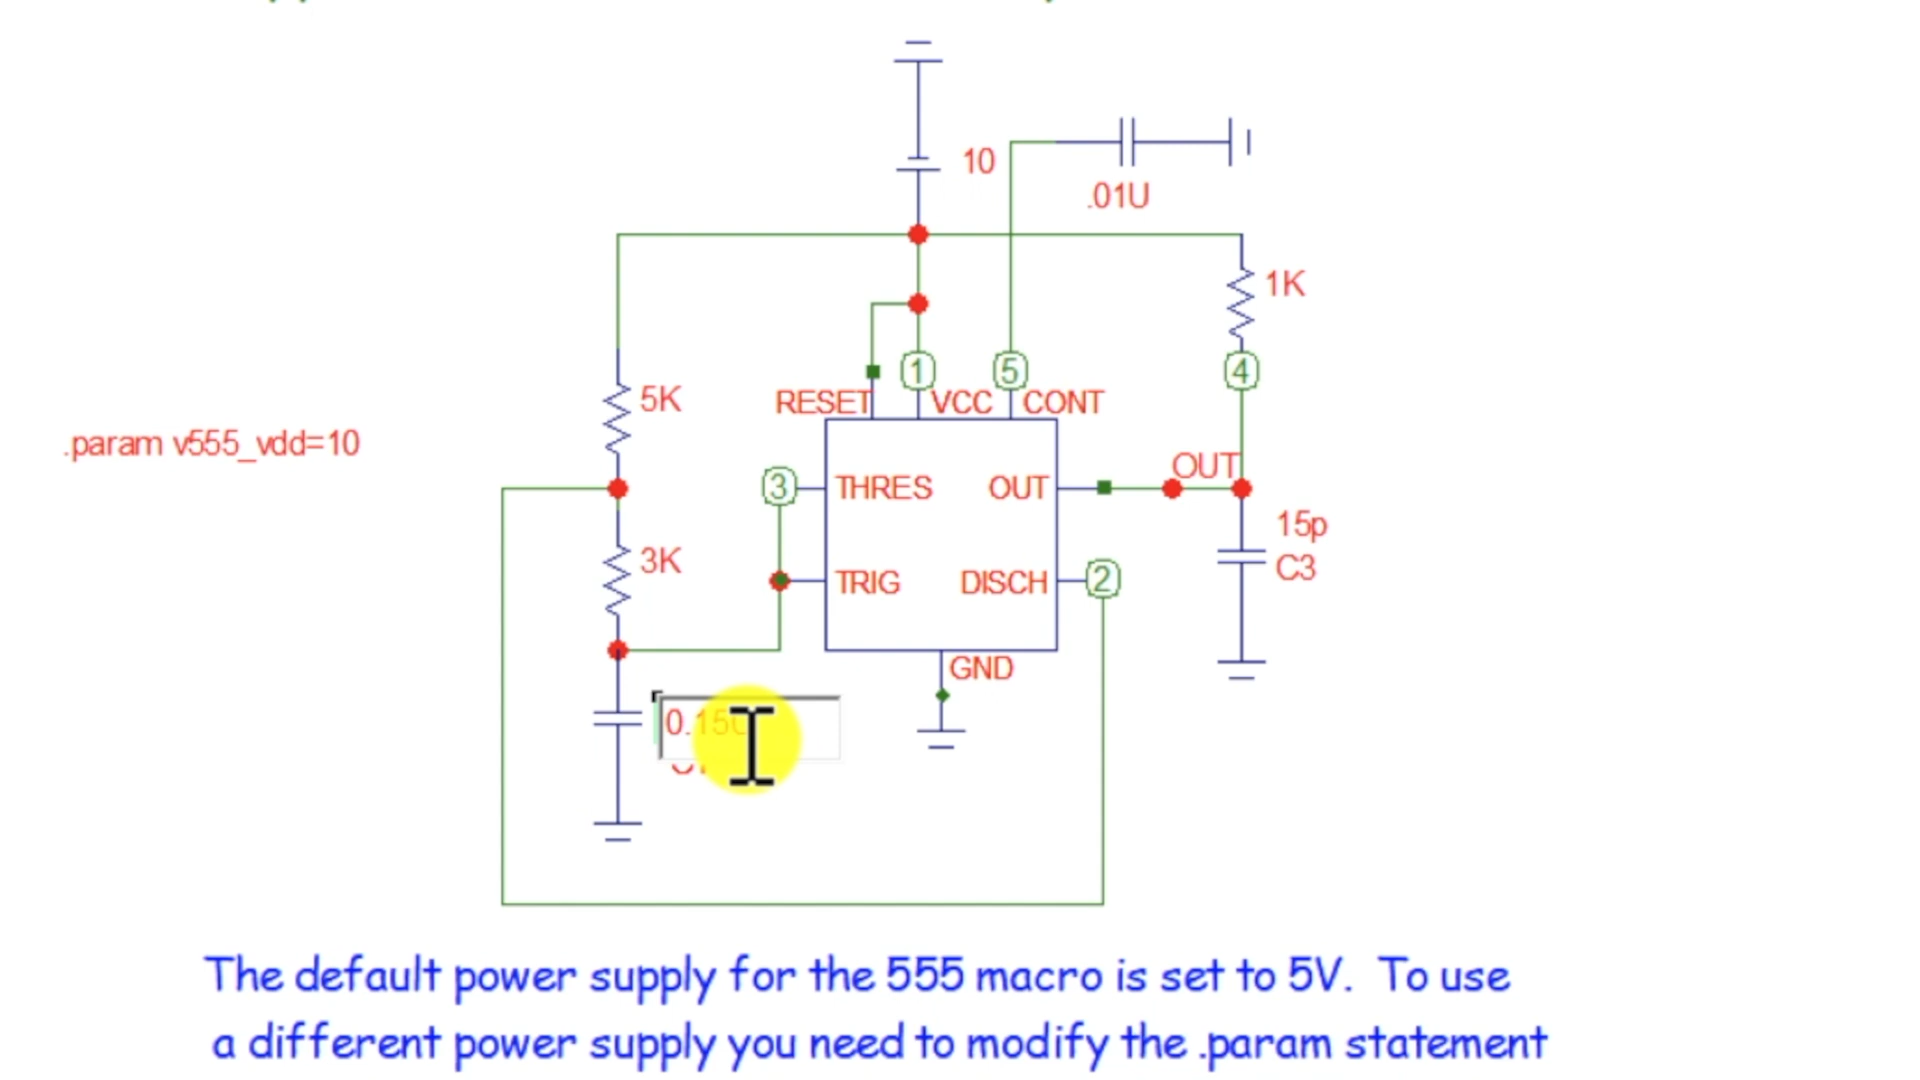 10
.01U
1K
5K
1
5
4
RESET
VCC
CONT
.param v555_vdd=10
OUT
3
THRES
OUT
15p
C3
3K
TRIG
DISCH
2
GND
The default power supply for the 555 macro is set to 5V. To use
a different power supply you need to modify the .param statement